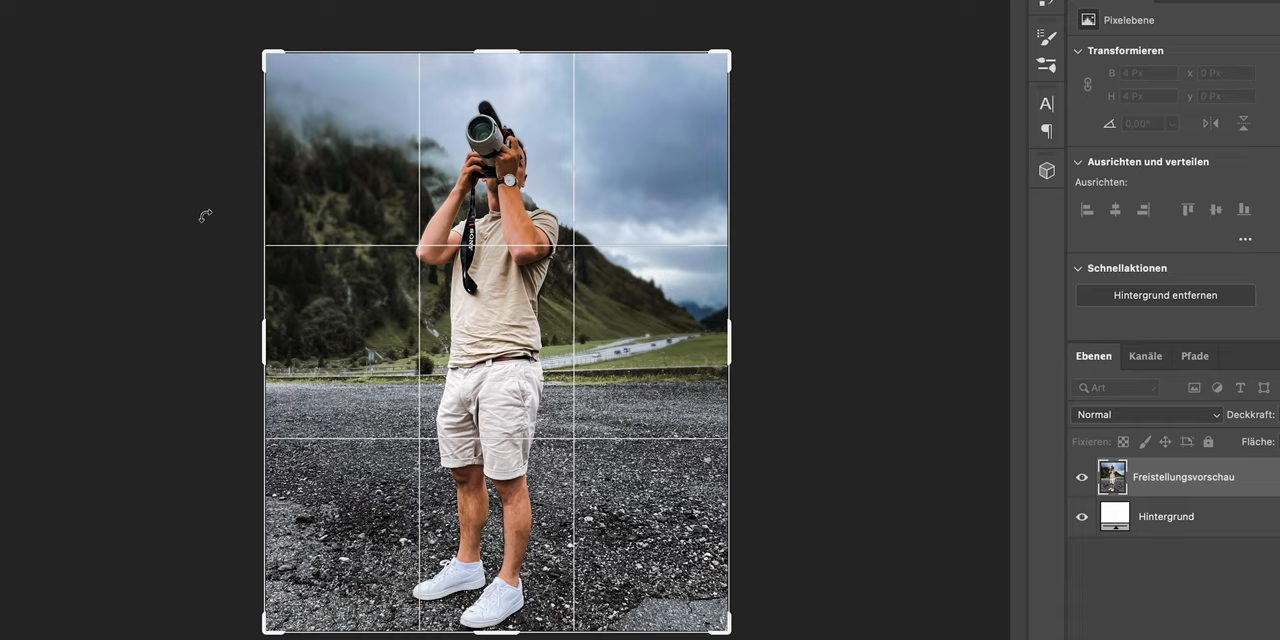 SONY
Pixelebene
Transformieren
B 4 Px x 0 Px
H 4 Px y 0 Px
0,00°
Ausrichten und verteilen
Ausrichten:
Schnellaktionen
Hintergrund entfernen
Ebenen Kanäle Pfade
Art
Normal Deckkraft:
Fixieren: Fläche:
Freistellungsvorschau
Hintergrund